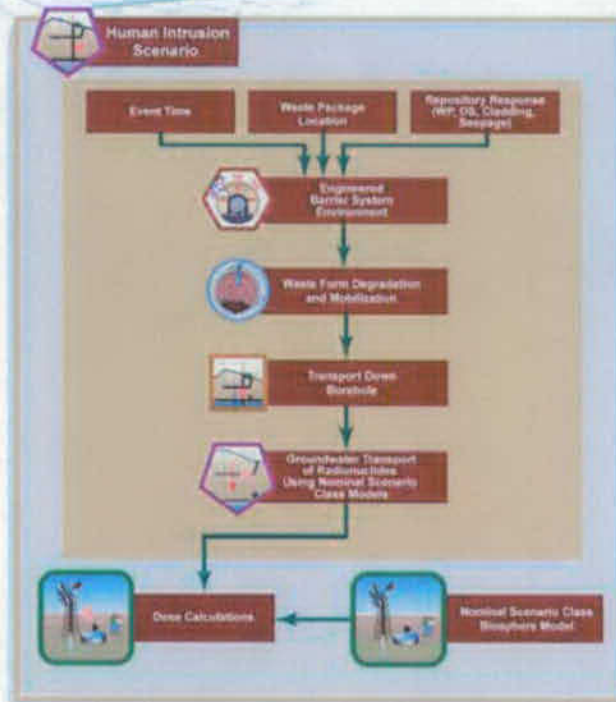 Human Intrusion
Scenario
Event Time
Waste Package
Location
Repository Response
(WP, DS, Cladding,
Seepage)
Engineered
Barrier System
Environment
Waste Form Degradation
and Mobilization
Transport Down
Borehole
Groundwater Transport
of Radionuclides
Using Nominal Scenario
Class Models
Dose Calculations
Nominal Scenario Class
Biosphere Model